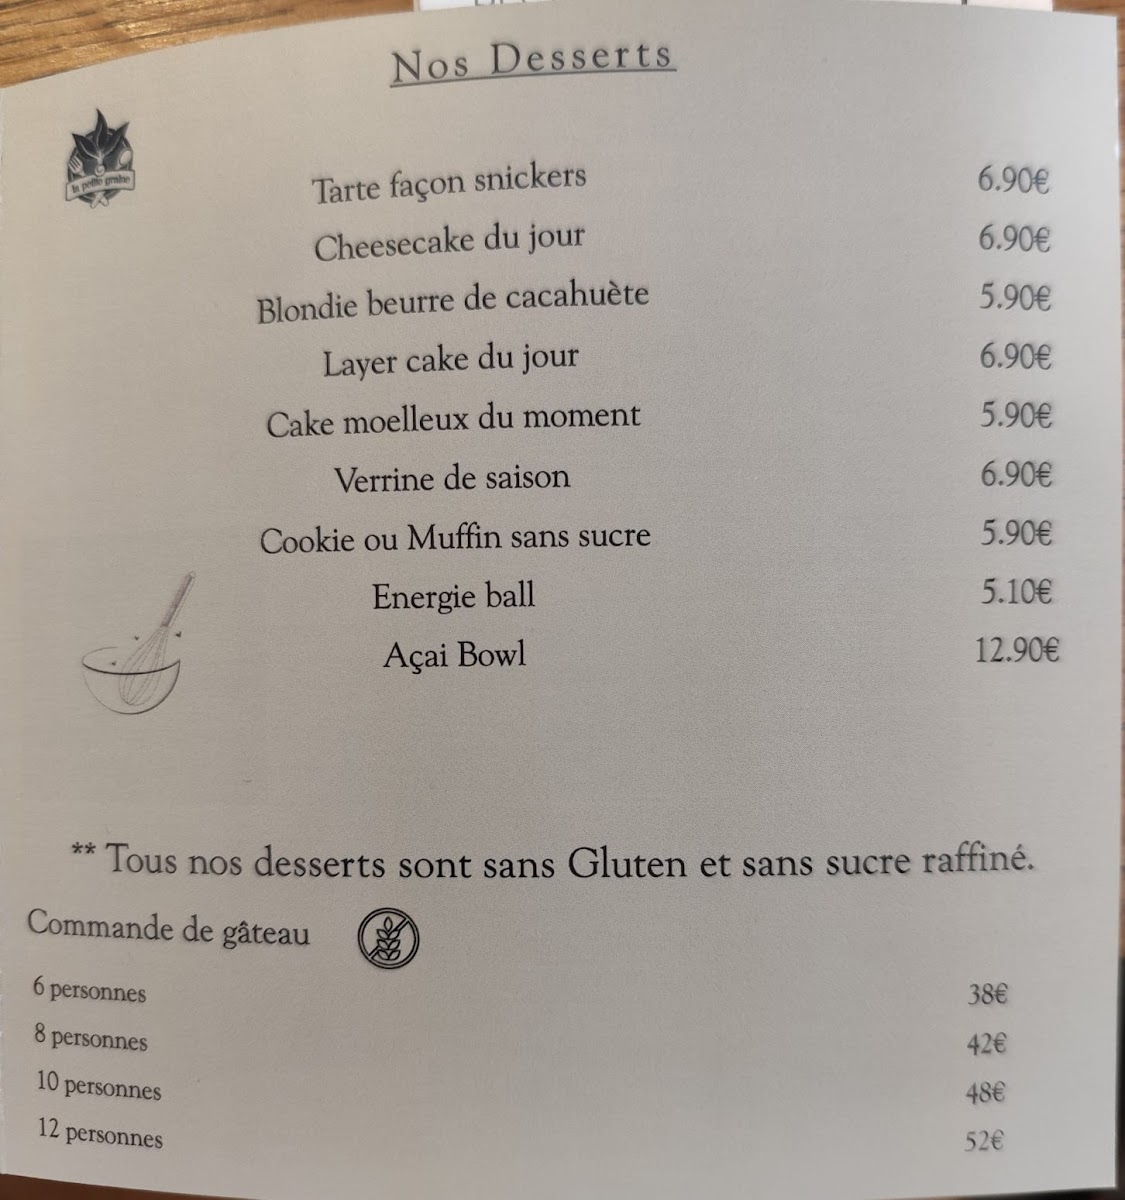 Nos Desserts
la petite graine
Tarte façon snickers 6.90€
Cheesecake du jour 6.90€
Blondie beurre de cacahuète 5.90€
Layer cake du jour 6.90€
Cake moelleux du moment 5.90€
Verrine de saison 6.90€
Cookie ou Muffin sans sucre 5.90€
Energie ball 5.10€
Açai Bowl 12.90€
** Tous nos desserts sont sans Gluten et sans sucre raffiné.
Commande de gâteau
6 personnes 38€
8 personnes 42€
10 personnes 48€
12 personnes 52€